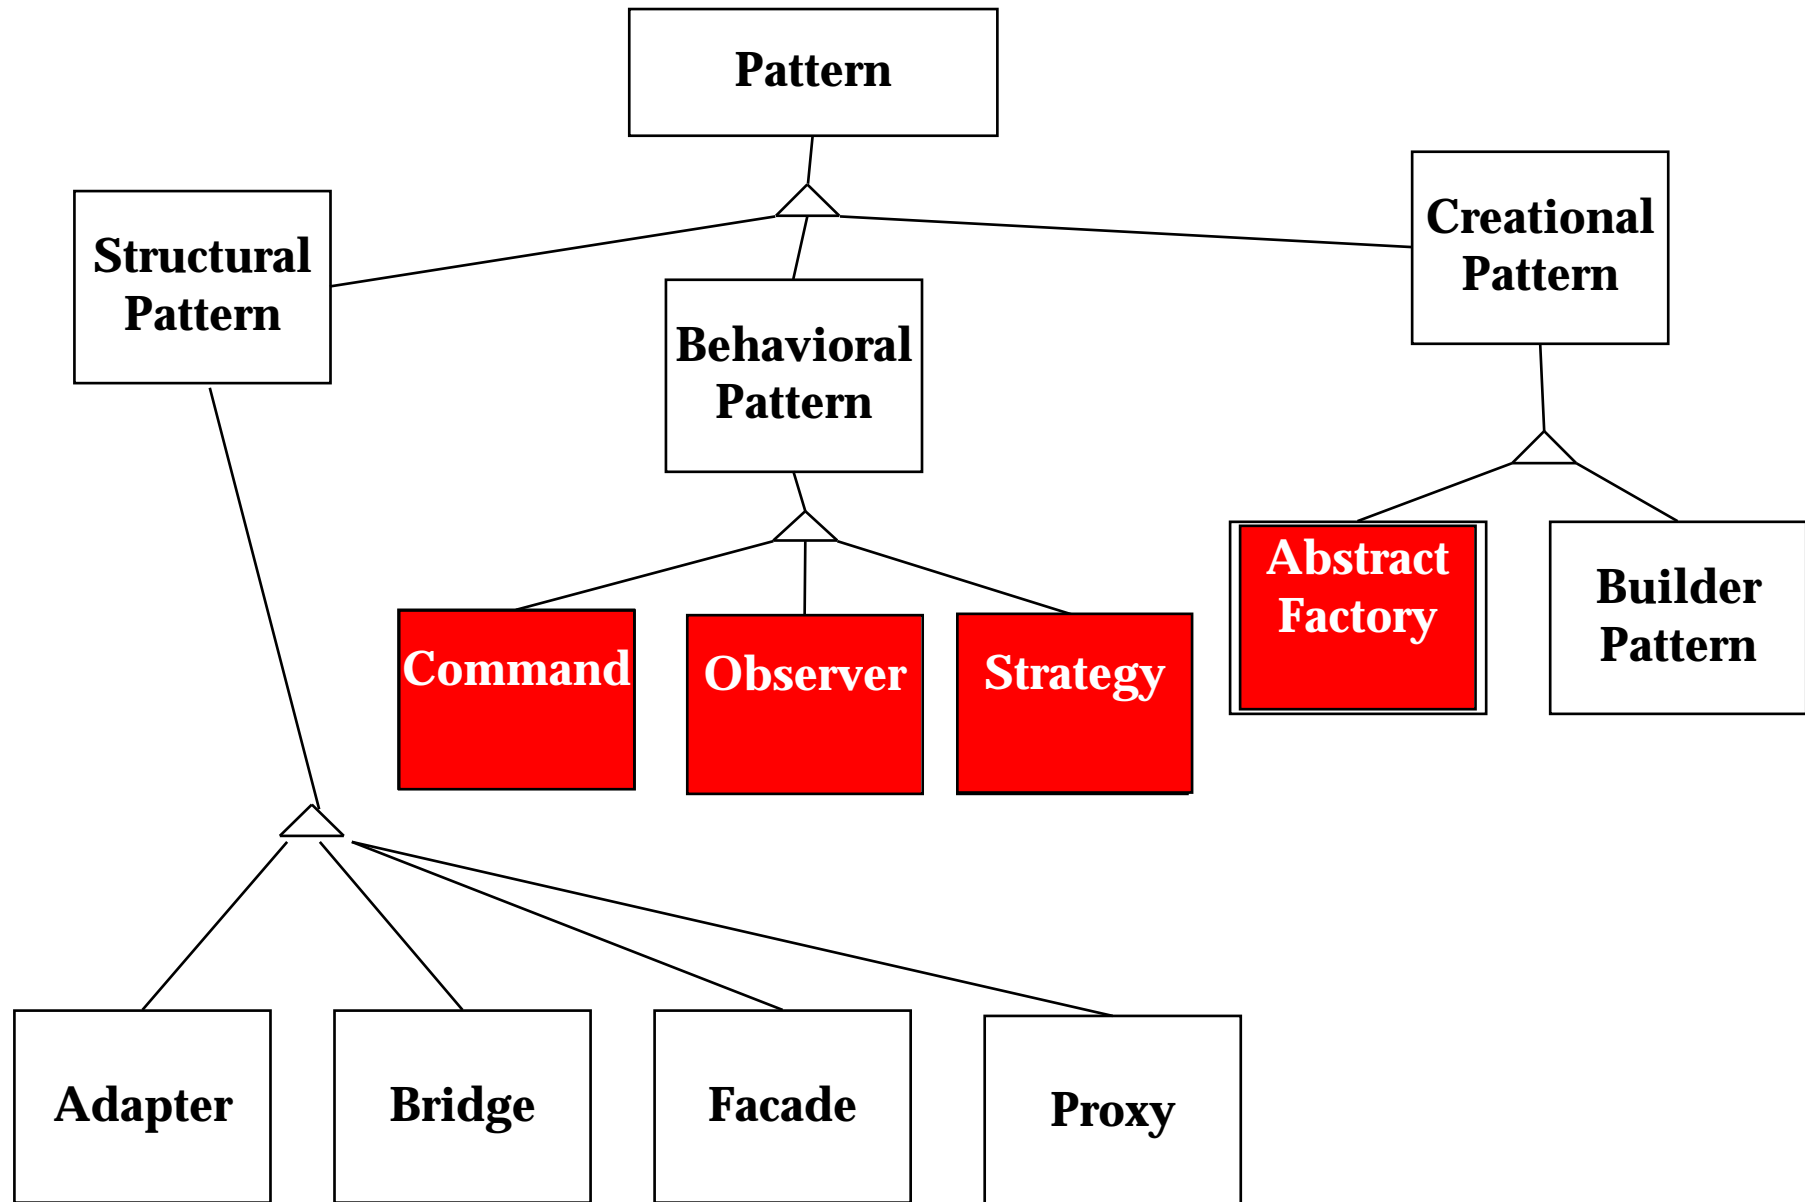 Pattern
Structural
Pattern
Behavioral
Pattern
Creational
Pattern
Command
Observer
Strategy
Abstract
Factory
Builder
Pattern
Adapter
Bridge
Facade
Proxy